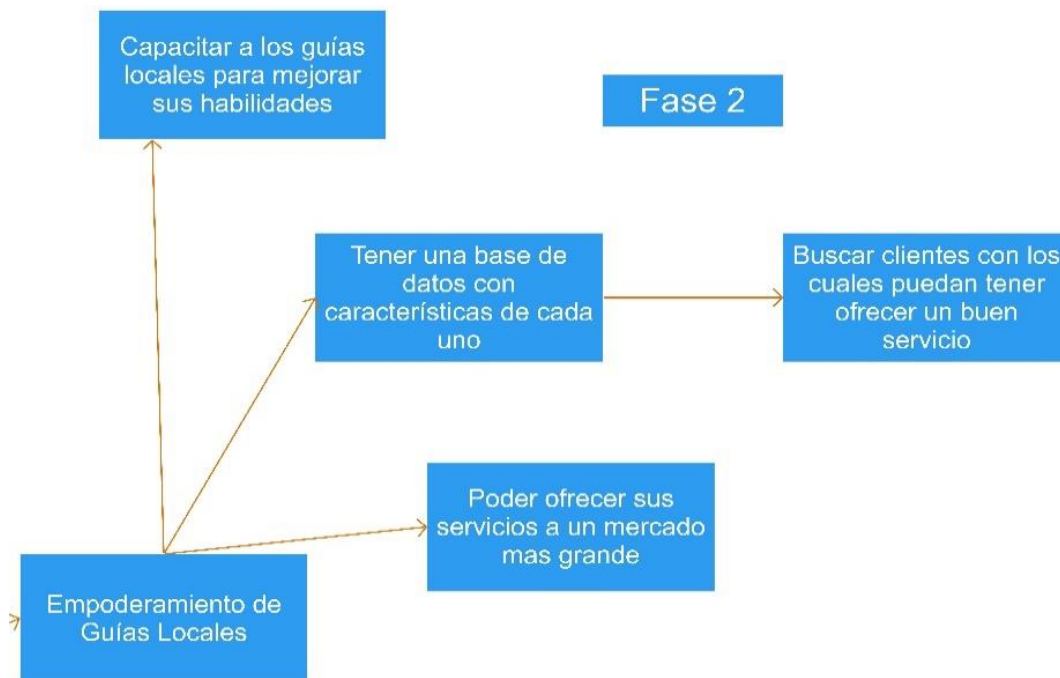 Capacitar a los guías
locales para mejorar
sus habilidades
Fase 2
Tener una base de
datos con
características de cada
uno
Buscar clientes con los
cuales puedan tener
ofrecer un buen
servicio
Poder ofrecer sus
servicios a un mercado
mas grande
Empoderamiento de
Guías Locales